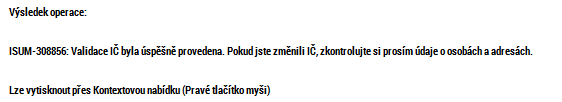 Výsledek operace:
ISUM-308856: Validace IČ byla úspěšně provedena. Pokud jste změnili IČ, zkontrolujte si prosím údaje o osobách a adresách.
Lze vytisknout přes Kontextovou nabídku (Pravé tlačítko myši)